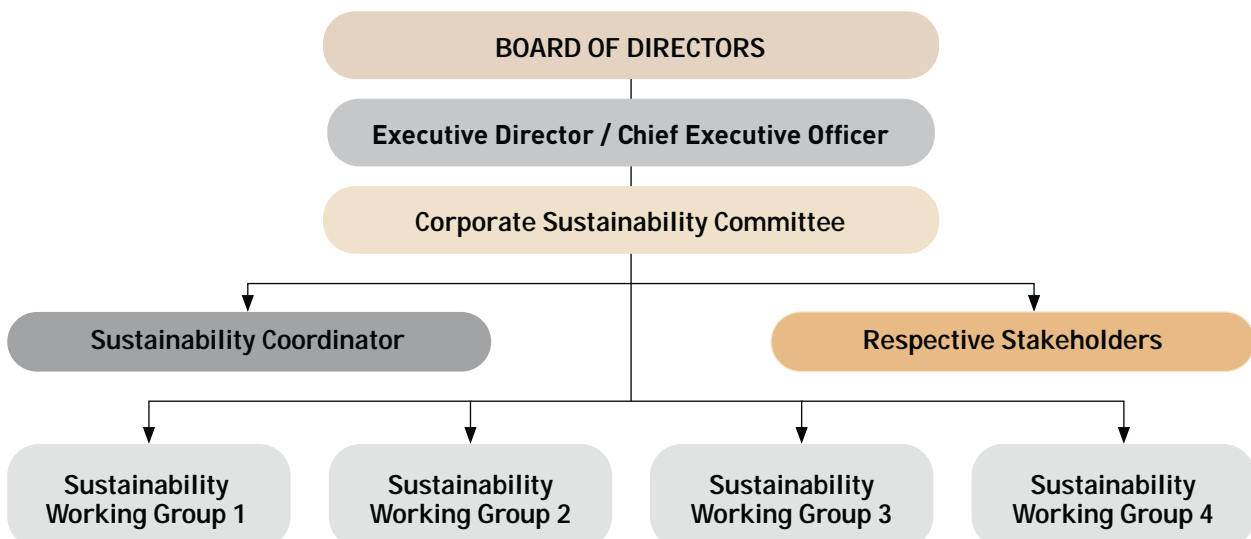 BOARD OF DIRECTORS
Executive Director / Chief Executive Officer
Corporate Sustainability Committee
Sustainability Coordinator
Respective Stakeholders
Sustainability
Working Group 1
Sustainability
Working Group 2
Sustainability
Working Group 3
Sustainability
Working Group 4